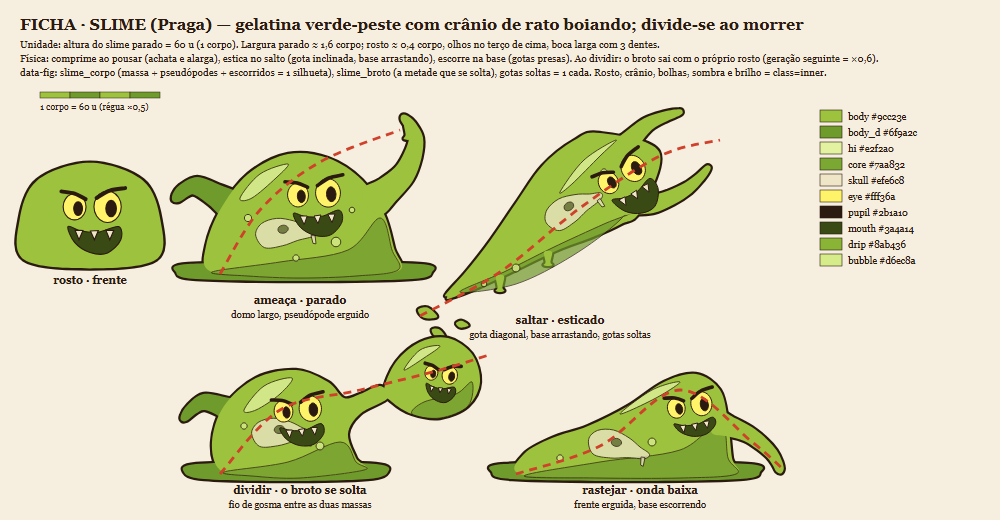 FICHA · SLIME (Praga) — gelatina verde-peste com crânio de rato boiando; divide-se ao morrer
Unidade: altura do slime parado = 60 u (1 corpo). Largura parado ≈ 1,6 corpo; rosto ≈ 0,4 corpo, olhos no terço de cima, boca larga com 3 dentes.
Física: comprime ao pousar (achata e alarga), estica no salto (gota inclinada, base arrastando), escorre na base (gotas presas). Ao dividir: o broto sai com o próprio rosto (geração seguinte = ×0,6).
data-fig: slime_corpo (massa + pseudópodes + escorridos = 1 silhueta), slime_broto (a metade que se solta), gotas soltas = 1 cada. Rosto, crânio, bolhas, sombra e brilho = class=inner.
1 corpo = 60 u (régua ×0,5)
body #9cc23e
body_d #6f9a2c
hi #e2f2a0
core #7aa832
skull #efe6c8
eye #fff36a
pupil #2b1a10
mouth #3a4a14
drip #8ab436
bubble #d6ec8a
rosto · frente
ameaça · parado
domo largo, pseudópode erguido
saltar · esticado
gota diagonal, base arrastando, gotas soltas
dividir · o broto se solta
fio de gosma entre as duas massas
rastejar · onda baixa
frente erguida, base escorrendo